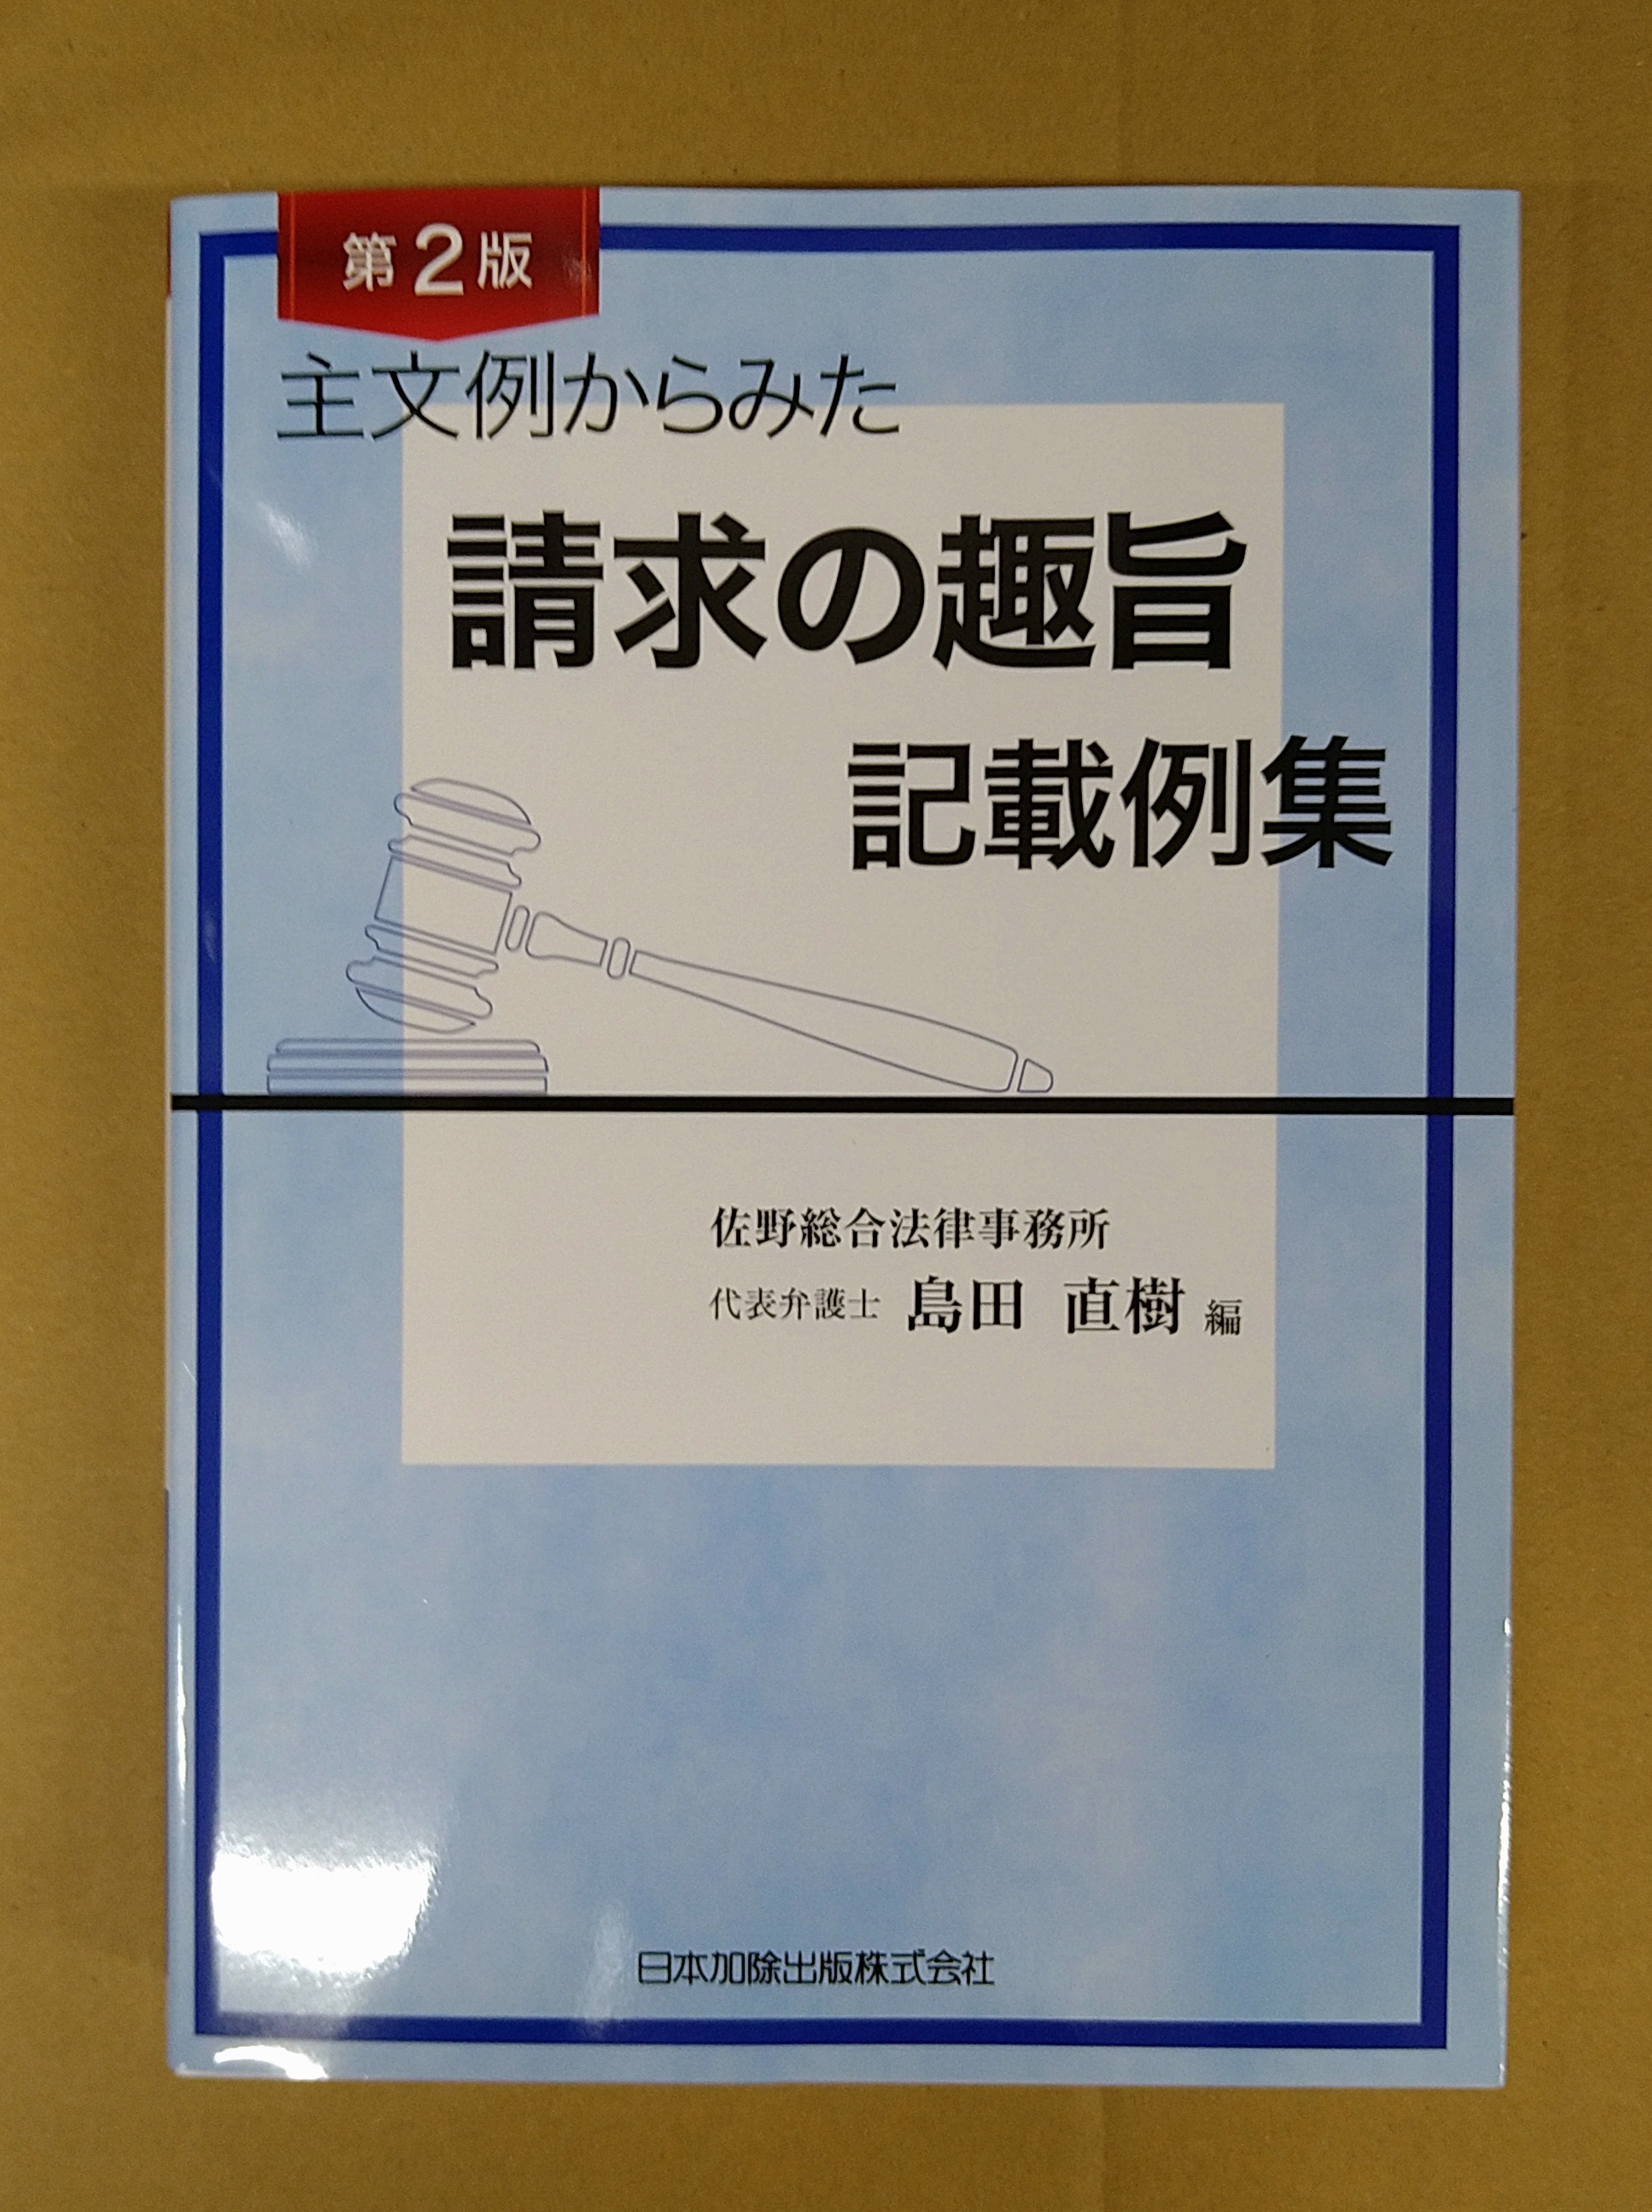 第2版
主文例からみた
請求の趣旨
記載例集
佐野総合法律事務所
代表弁護士 島田 直樹 編
日本加除出版株式会社